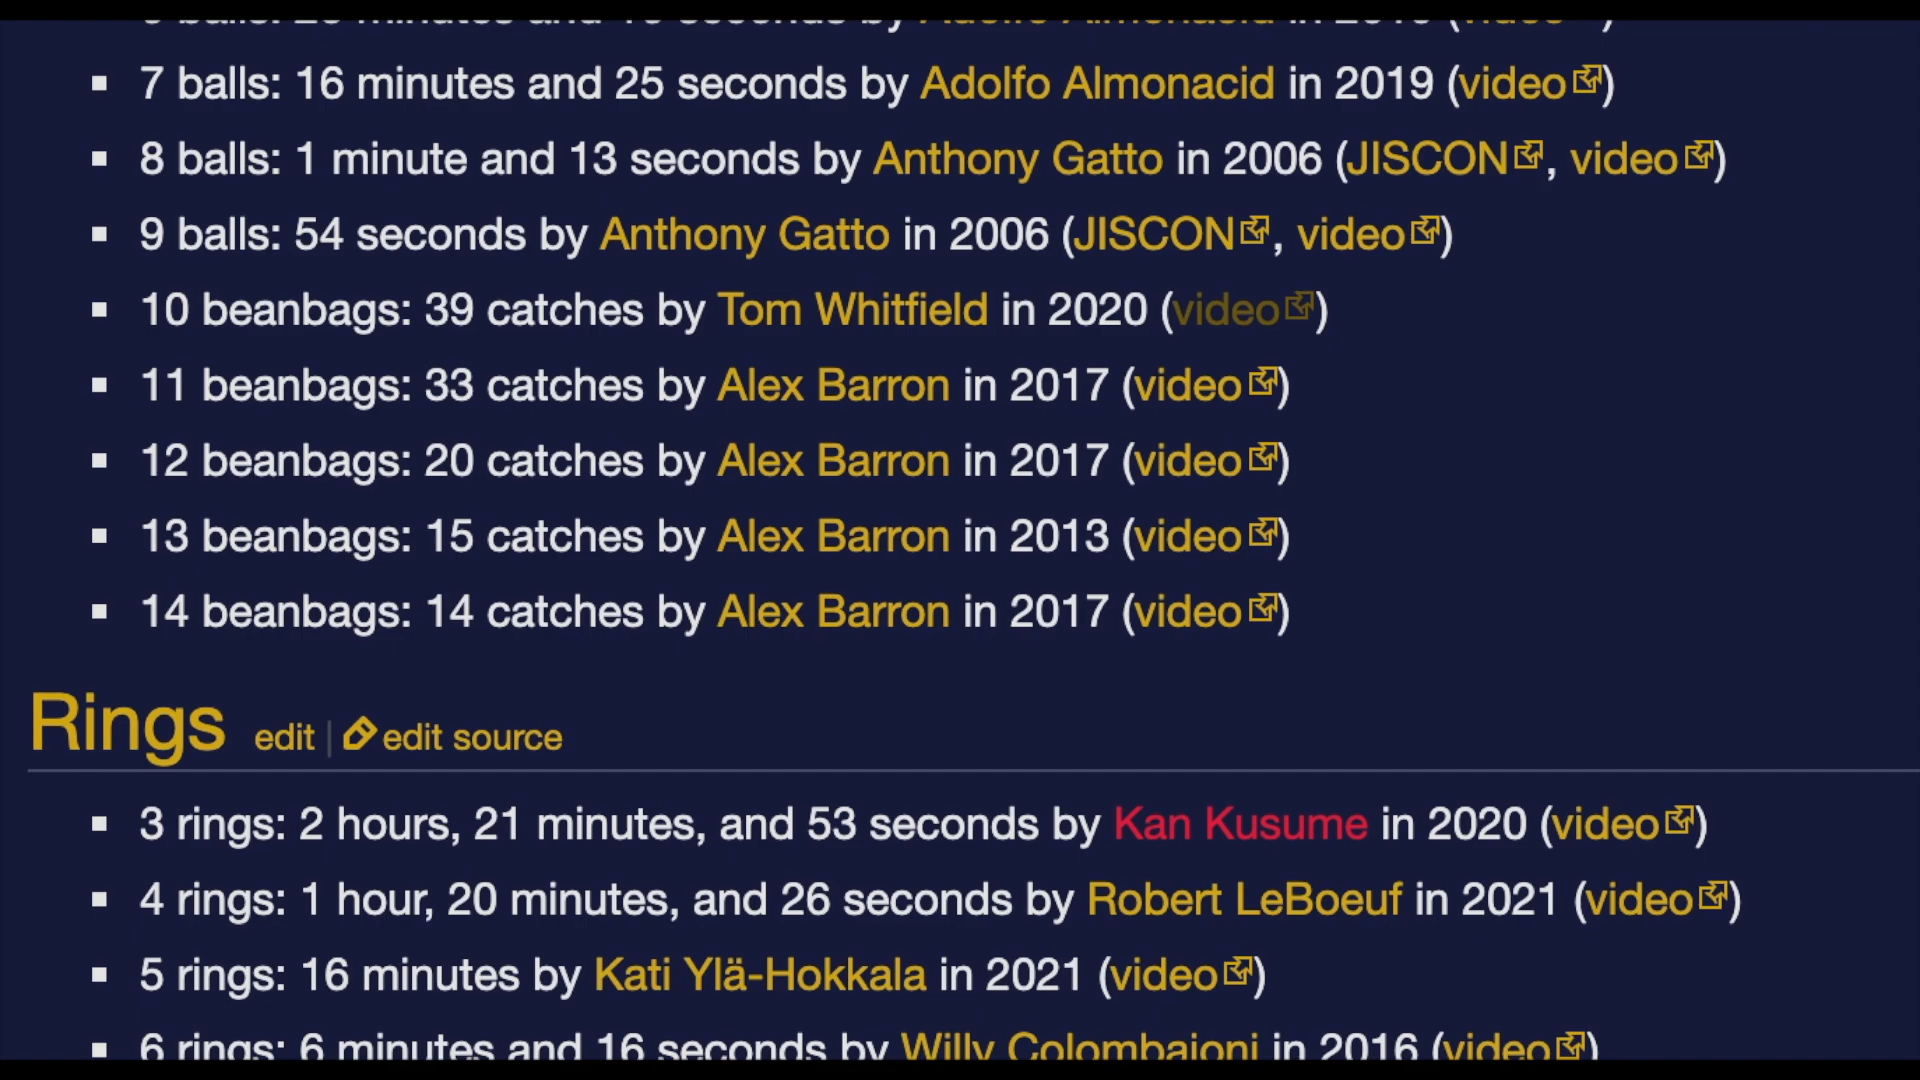 7 balls: 16 minutes and 25 seconds by Adolfo Almonacid in 2019 (video)
8 balls: 1 minute and 13 seconds by Anthony Gatto in 2006 (JISCON, video)
9 balls: 54 seconds by Anthony Gatto in 2006 (JISCON, video)
10 beanbags: 39 catches by Tom Whitfield in 2020 (video)
11 beanbags: 33 catches by Alex Barron in 2017 (video)
12 beanbags: 20 catches by Alex Barron in 2017 (video)
13 beanbags: 15 catches by Alex Barron in 2013 (video)
14 beanbags: 14 catches by Alex Barron in 2017 (video)
Rings edit | edit source
3 rings: 2 hours, 21 minutes, and 53 seconds by Kan Kusume in 2020 (video)
4 rings: 1 hour, 20 minutes, and 26 seconds by Robert LeBoeuf in 2021 (video)
5 rings: 16 minutes by Kati Ylä-Hokkala in 2021 (video)
6 rings: 6 minutes and 16 seconds by Willy Colombaioni in 2016 (video)